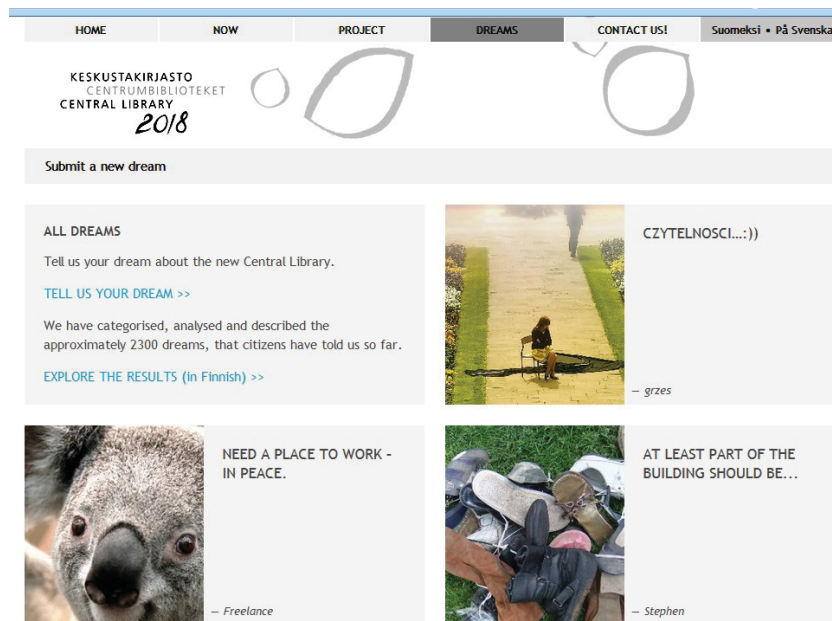 HOME NOW PROJECT DREAMS CONTACT US! Suomeksi • På Svenska
KESKUSTAKIRJASTO
CENTRUMBIBLIOTEKET
CENTRAL LIBRARY
2018
Submit a new dream
ALL DREAMS
Tell us your dream about the new Central Library.
TELL US YOUR DREAM >>
We have categorised, analysed and described the
approximately 2300 dreams, that citizens have told us so far.
EXPLORE THE RESULTS (in Finnish) >>
CZYTELNOSCI...:))
— grzes
NEED A PLACE TO WORK –
IN PEACE.
— Freelance
AT LEAST PART OF THE
BUILDING SHOULD BE...
— Stephen